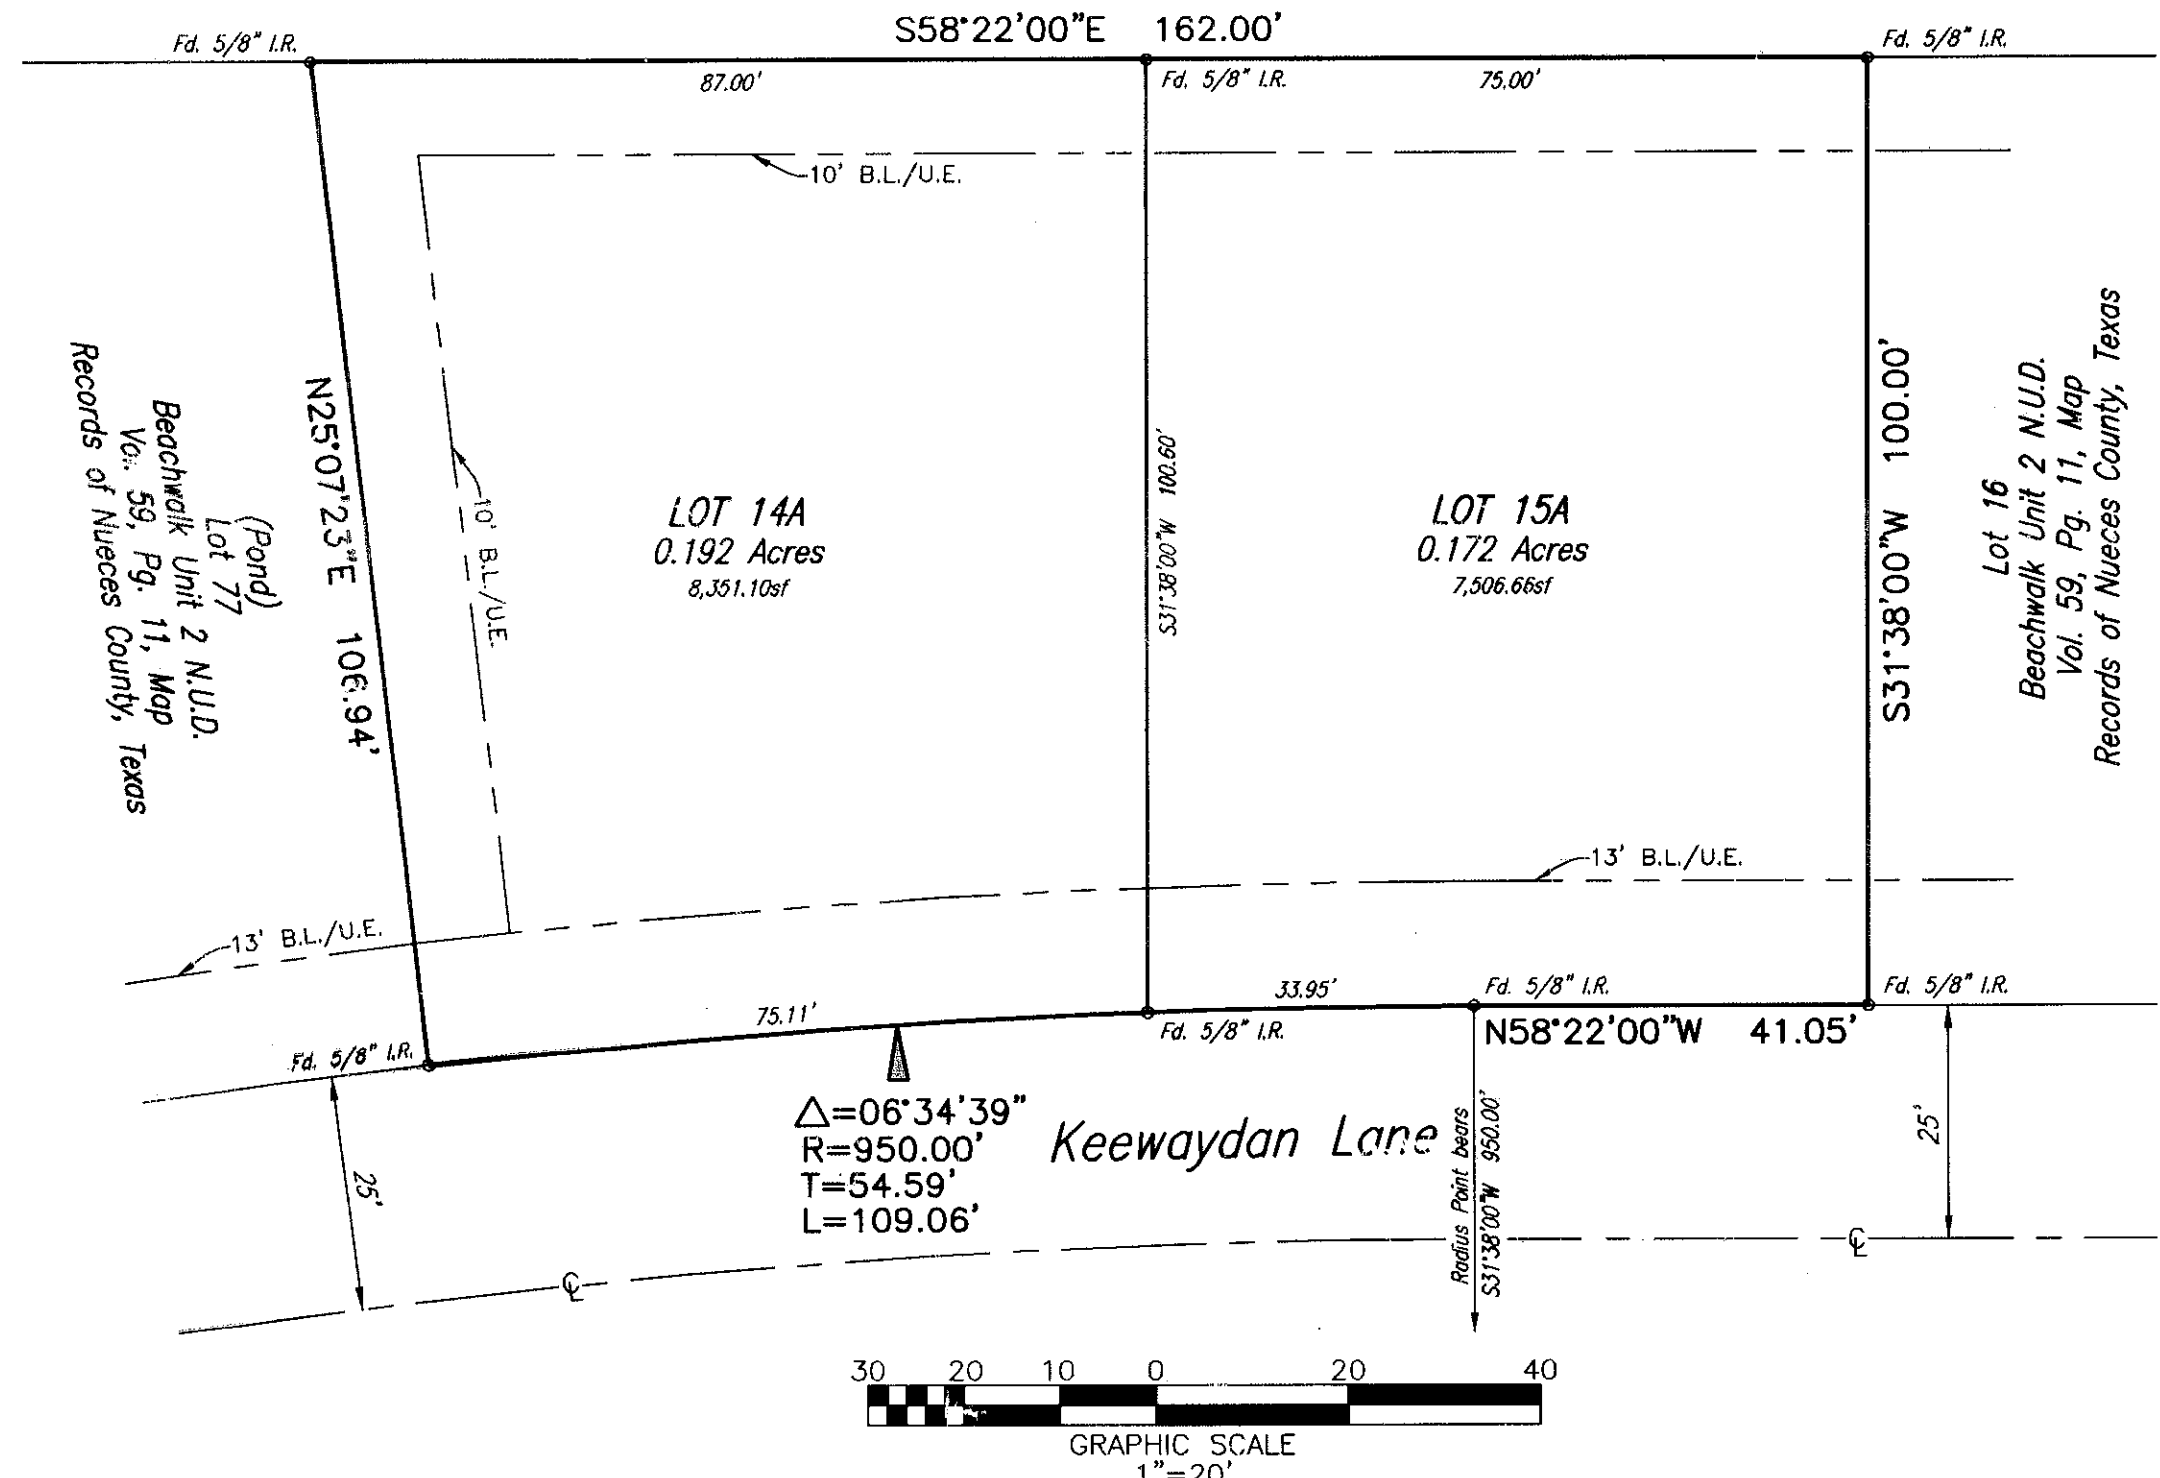 S58°22'00"E 162.00'
Fd. 5/8" I.R.
Fd. 5/8" I.R.
87.00'
Fd. 5/8" I.R.
75.00'
10' B.L./U.E.
N25°07'23"E 106.94'
(Pond)
Lot 77
Beachwalk Unit 2 N.U.D.
Vol. 59, Pg. 11, Map
Records of Nueces County, Texas
10' B.L./U.E.
LOT 14A
0.192 Acres
8,351.10sf
S31°38'00"W 100.60'
LOT 15A
0.172 Acres
7,506.66sf
S31°38'00"W 100.00'
Lot 16
Beachwalk Unit 2 N.U.D.
Vol. 59, Pg. 11, Map
Records of Nueces County, Texas
13' B.L./U.E.
13' B.L./U.E.
75.11'
33.95'
Fd. 5/8" I.R.
Fd. 5/8" I.R.
Fd. 5/8" I.R.
Fd. 5/8" I.R.
N58°22'00"W 41.05'
△=06°34'39"
R=950.00'
T=54.59'
L=109.06'
Keewaydan Lane
Radius Point bears
S31°38'00"W 950.00'
25'
25'
℄
℄
30 20 10 0 20 40
GRAPHIC SCALE
1"=20'